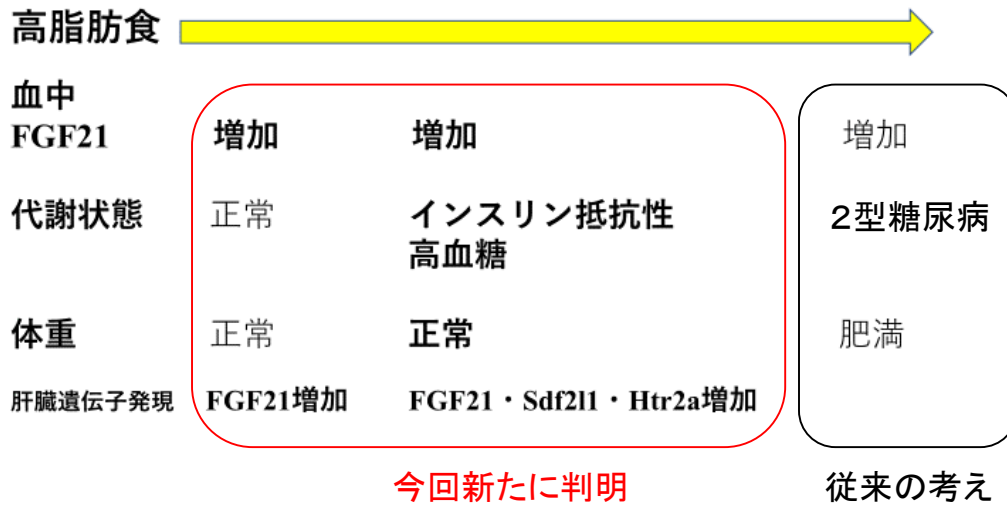 高脂肪食
血中
FGF21 増加 増加 増加
代謝状態 正常 インスリン抵抗性 2型糖尿病
高血糖
体重 正常 正常 肥満
肝臓遺伝子発現 FGF21増加 FGF21・Sdf2l1・Htr2a増加
今回新たに判明 従来の考え